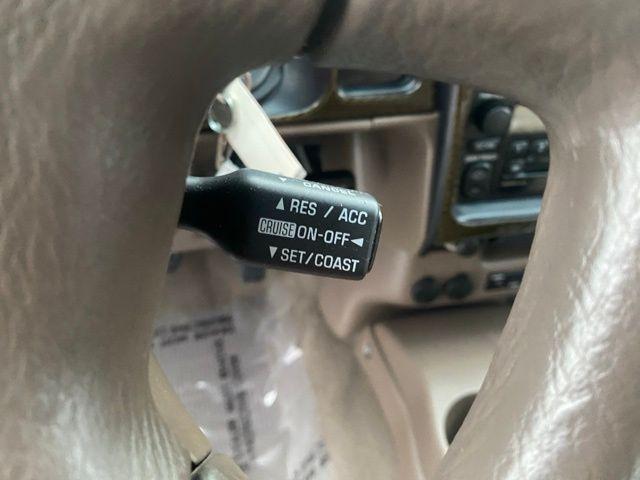 ▼ CANCEL
▲ RES / ACC
CRUISE ON-OFF ◄
▼ SET/COAST